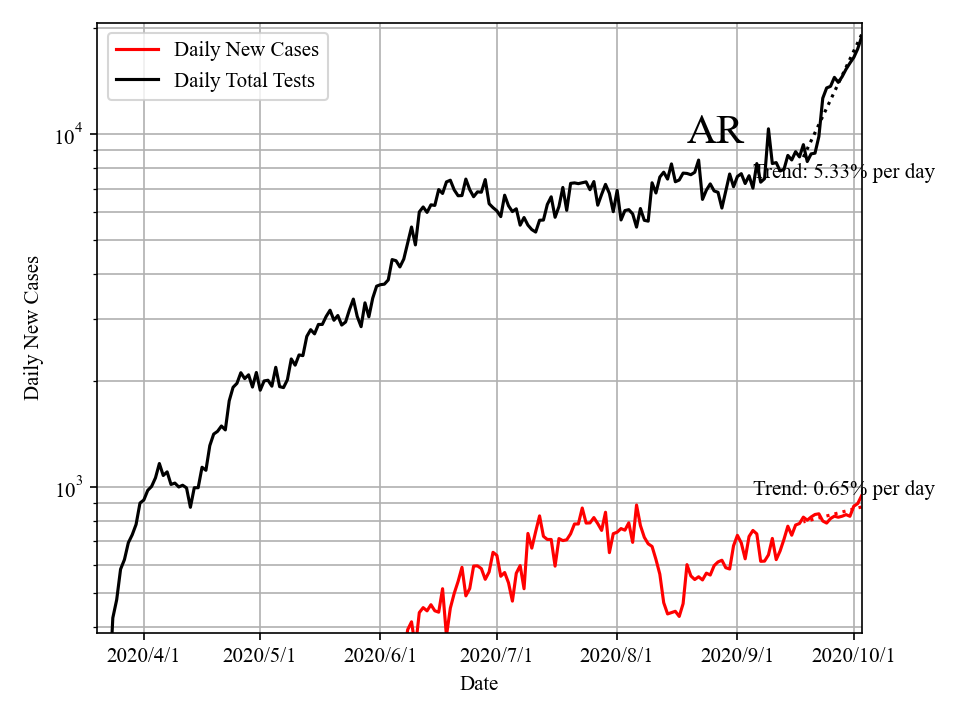 Daily New Cases
Daily Total Tests
AR
10^4
Trend: 5.33% per day
Daily New Cases
10^3
Trend: 0.65% per day
2020/4/1 2020/5/1 2020/6/1 2020/7/1 2020/8/1 2020/9/1 2020/10/1
Date